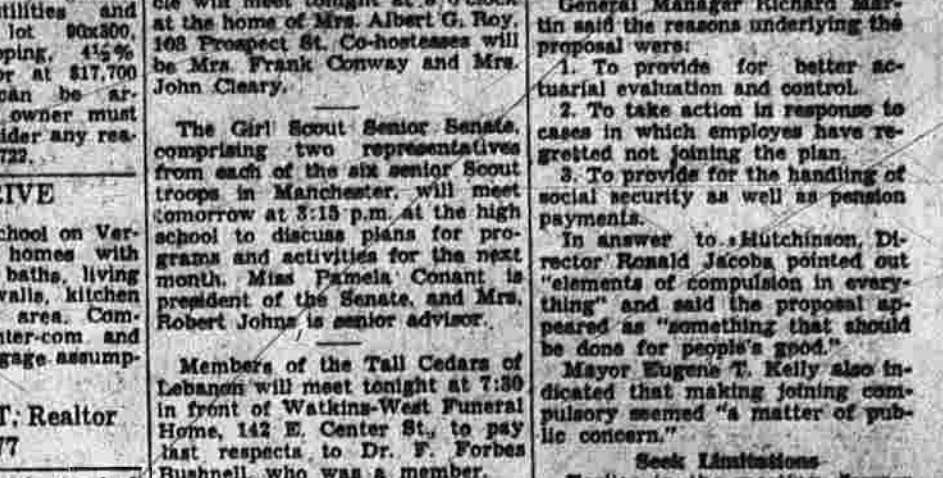 tilities and
lot 90x300,
4½%
or at $17,700
can be ar-
owner must
ider any rea-
722.
IVE
chool on Ver-
homes with
baths, living
walls, kitchen
area. Com-
nter-com and
gage assump-
T, Realtor
77
cle will meet tonight at 8 o'clock
at the home of Mrs. Albert G. Roy,
108 Prospect St. Co-hostesses will
be Mrs. Frank Conway and Mrs.
John Cleary.
The Girl Scout Senior Senate,
comprising two representatives
from each of the six senior Scout
troops in Manchester, will meet
tomorrow at 3:15 p.m. at the high
school to discuss plans for pro-
grams and activities for the next
month. Miss Pamela Conant is
president of the Senate, and Mrs.
Robert Johns is senior advisor.
Members of the Tall Cedars of
Lebanon will meet tonight at 7:30
in front of Watkins-West Funeral
Home, 142 E. Center St., to pay
last respects to Dr. F. Forbes
Bushnell, who was a member.
General Manager Richard Mar-
tin said the reasons underlying the
proposal were:
1. To provide for better ac-
tuarial evaluation and control.
2. To take action in response to
cases in which employes have re-
gretted not joining the plan.
3. To provide for the handling of
social security as well as pension
payments.
In answer to Hutchinson, Di-
rector Ronald Jacobs pointed out
"elements of compulsion in every-
thing" and said the proposal ap-
peared as "something that should
be done for people's good."
Mayor Eugene T. Kelly also in-
dicated that making joining com-
pulsory seemed "a matter of pub-
lic concern."
Seek Limitations